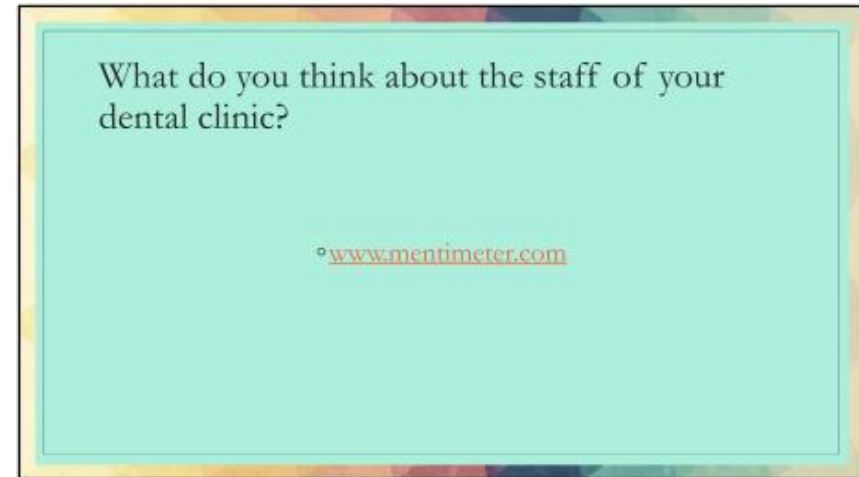 What do you think about the staff of your
dental clinic?
°www.mentimeter.com